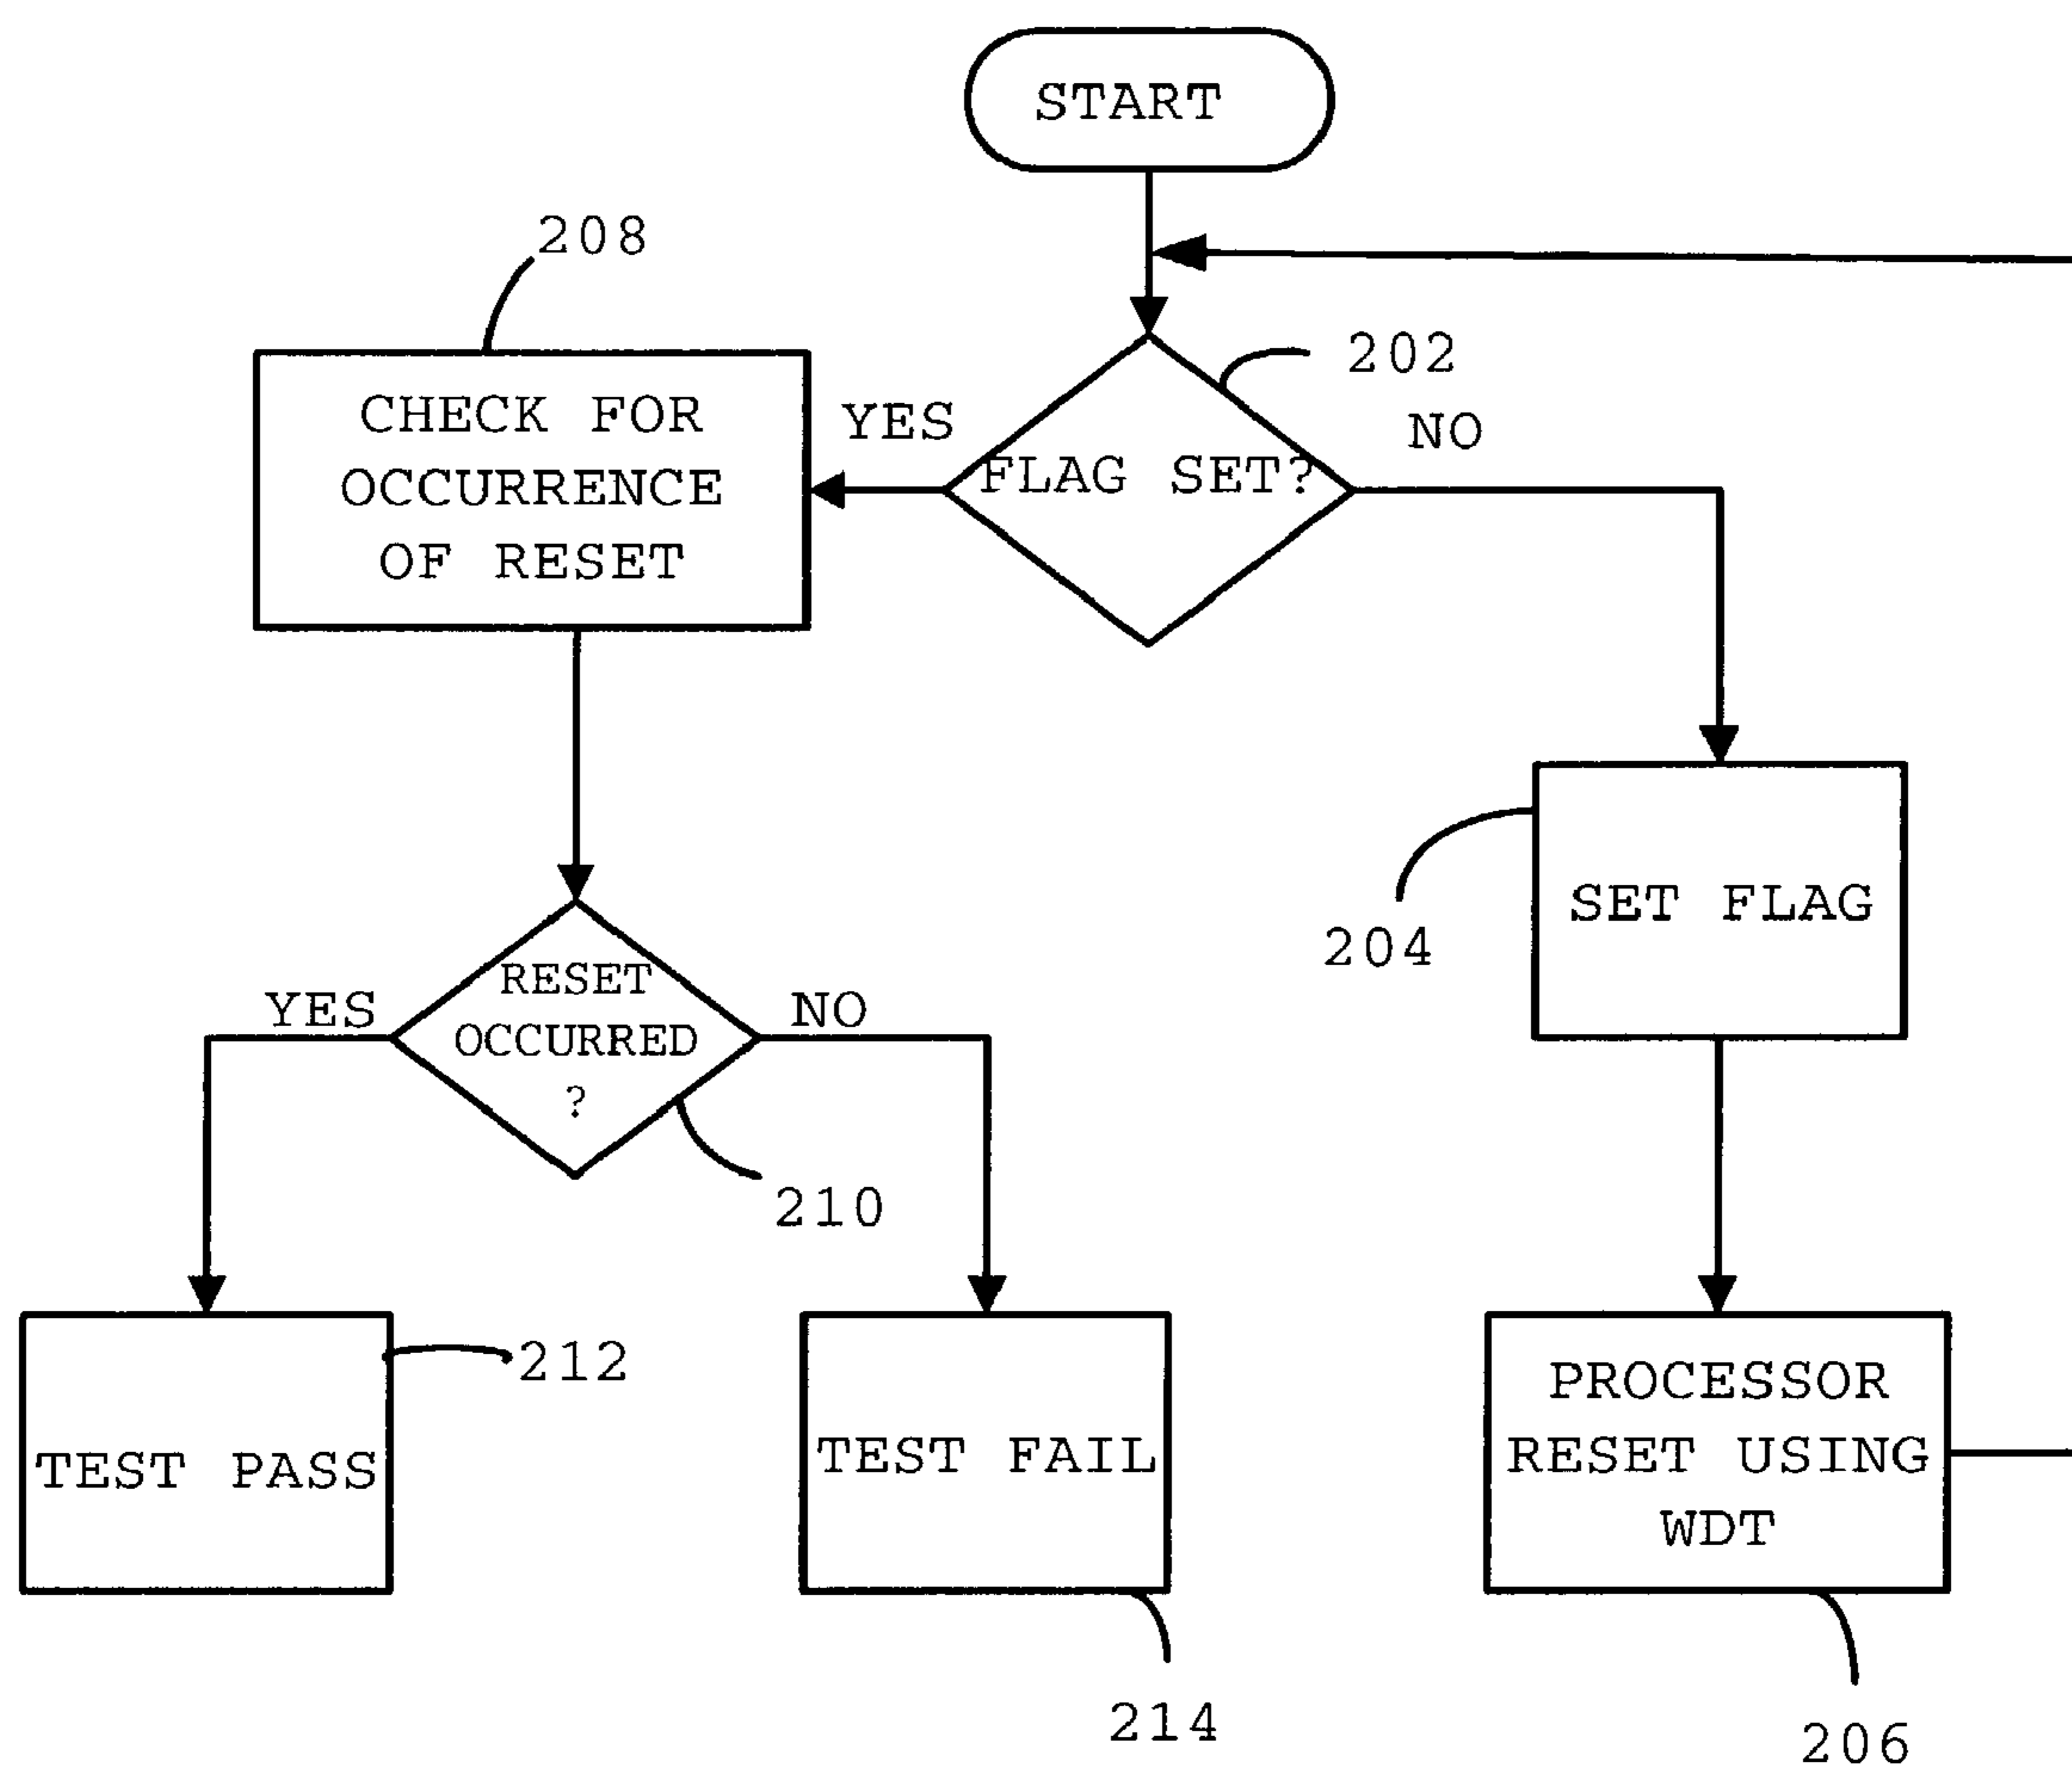 START
208
202
CHECK FOR
OCCURRENCE
OF RESET
YES
FLAG SET?
NO
204
SET FLAG
RESET
OCCURRED
?
YES
NO
210
212
TEST PASS
TEST FAIL
214
PROCESSOR
RESET USING
WDT
206